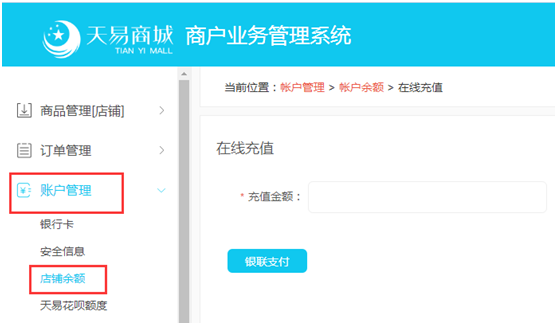 天易商城 商户业务管理系统
TIAN YI MALL
当前位置：帐户管理 > 帐户余额 > 在线充值
商品管理[店铺]
订单管理
账户管理
银行卡
安全信息
店铺余额
天易花呗额度
在线充值
* 充值金额：
银联支付